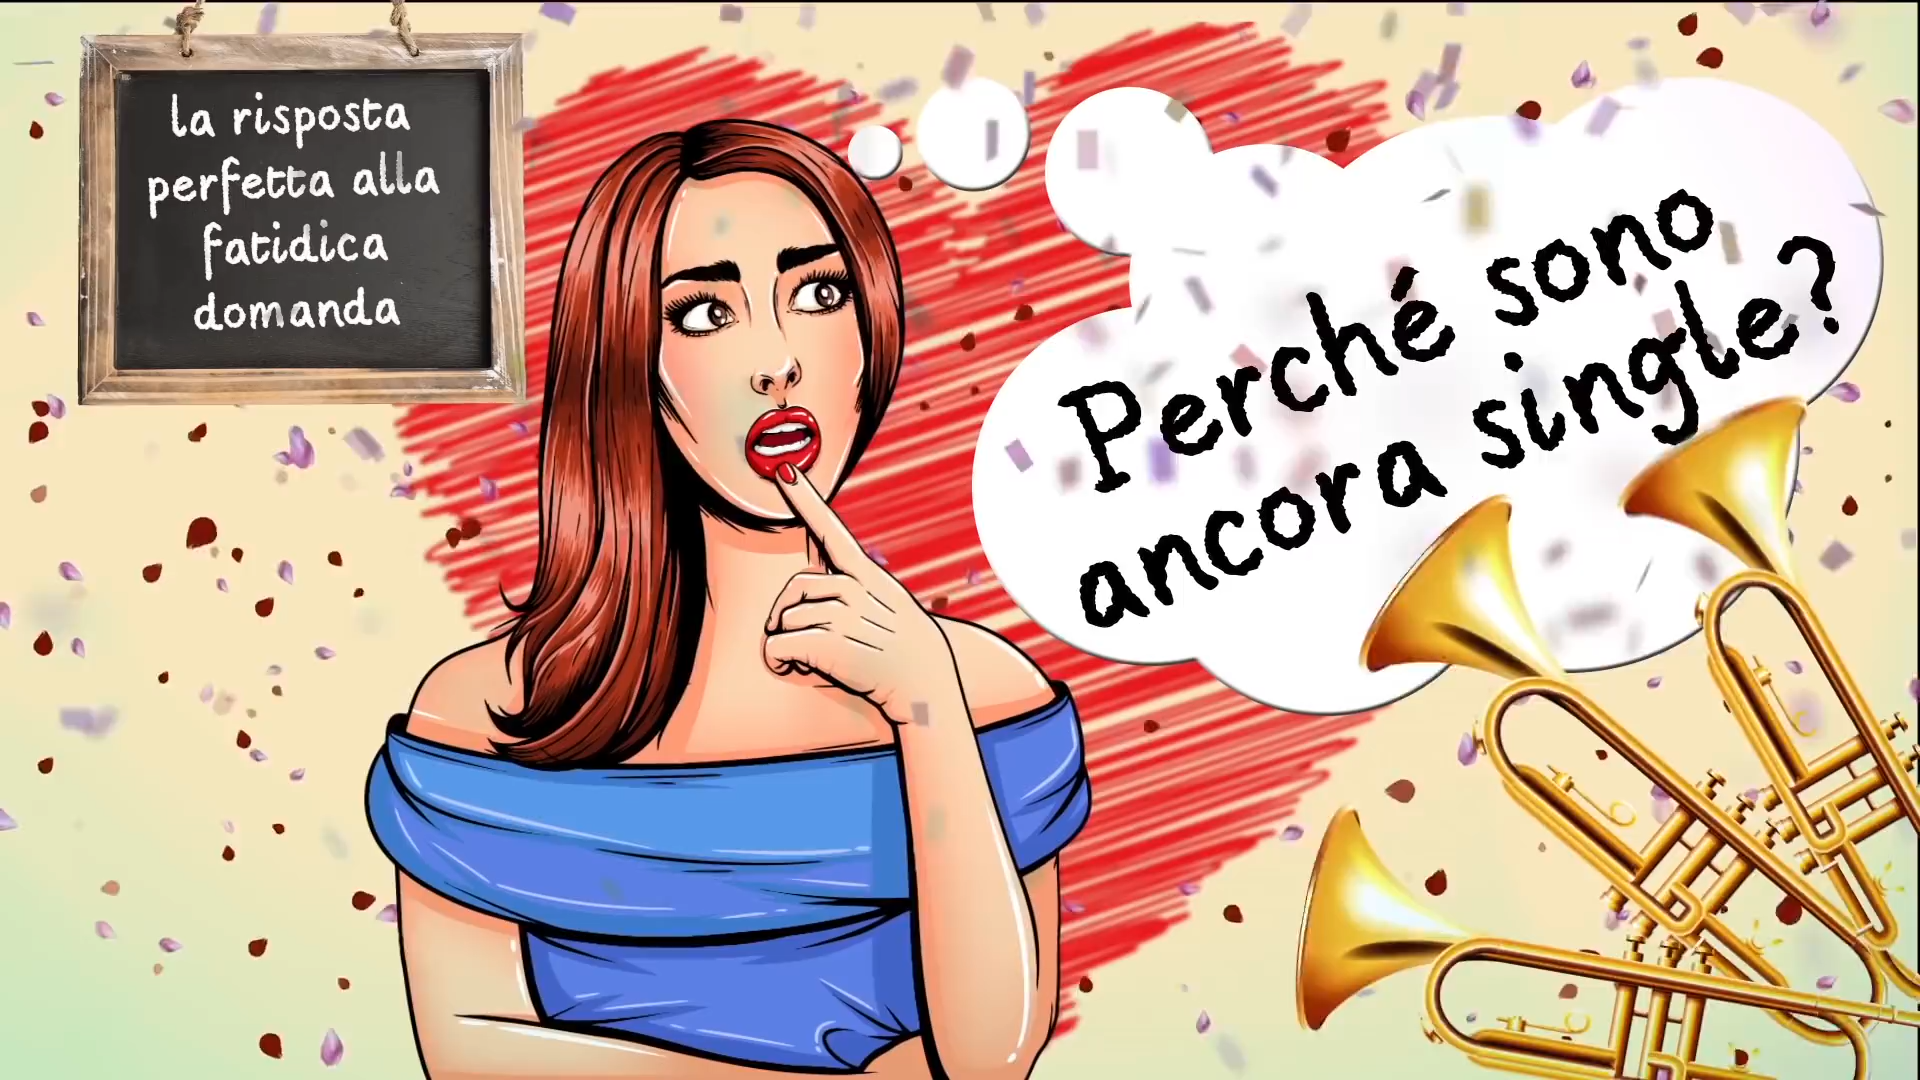 la risposta
perfetta alla
fatidica
domanda
Perché sono
ancora single?